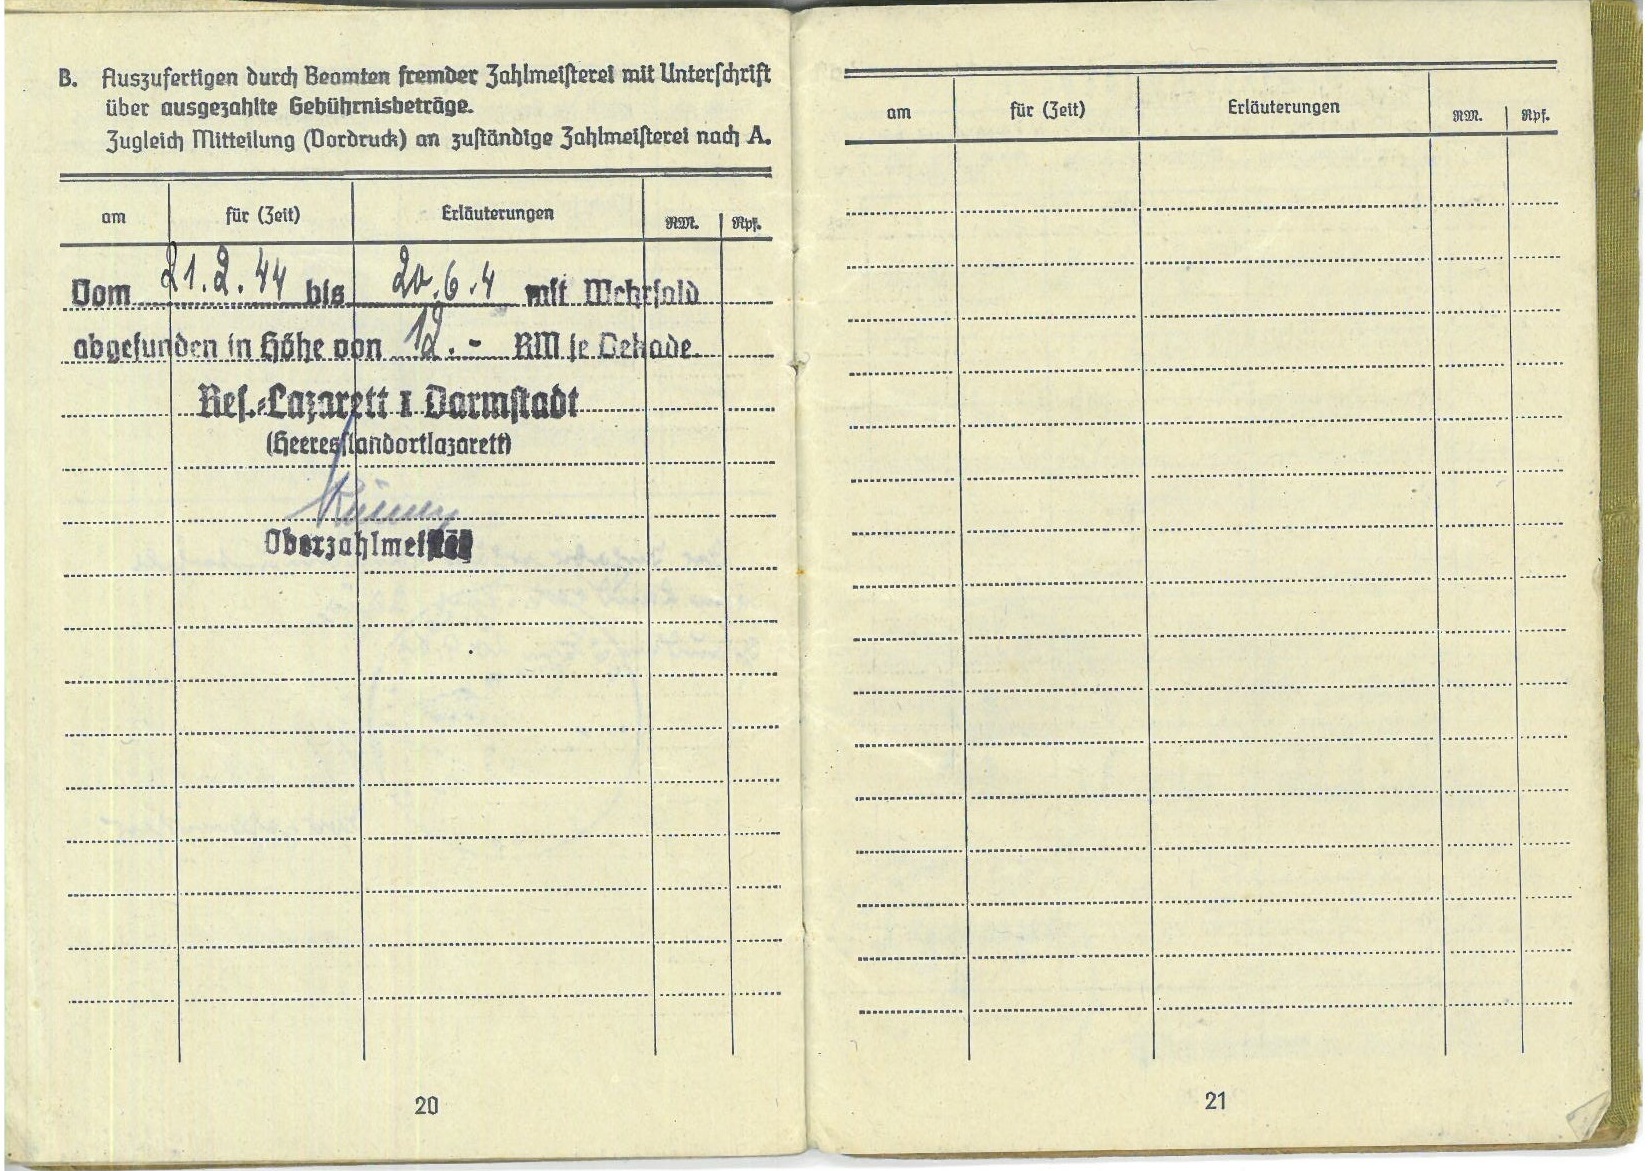 B. Auszufertigen durch Beamten fremder Zahlmeisterei mit Unterschrift
über ausgezahlte Gebührnisbeträge.
Zugleich Mitteilung (Vordruck) an zuständige Zahlmeisterei nach A.
am für (Zeit) Erläuterungen RM. Rpf.
Vom 21.2.44 bis 20.6.4 mit Wehrsold
abgefunden in Höhe von 12.- RM je Dekade
Res.-Lazarett I Darmstadt
(Heeresstandortlazarett)
Oberzahlmeister
20
am für (Zeit) Erläuterungen RM. Rpf.
21